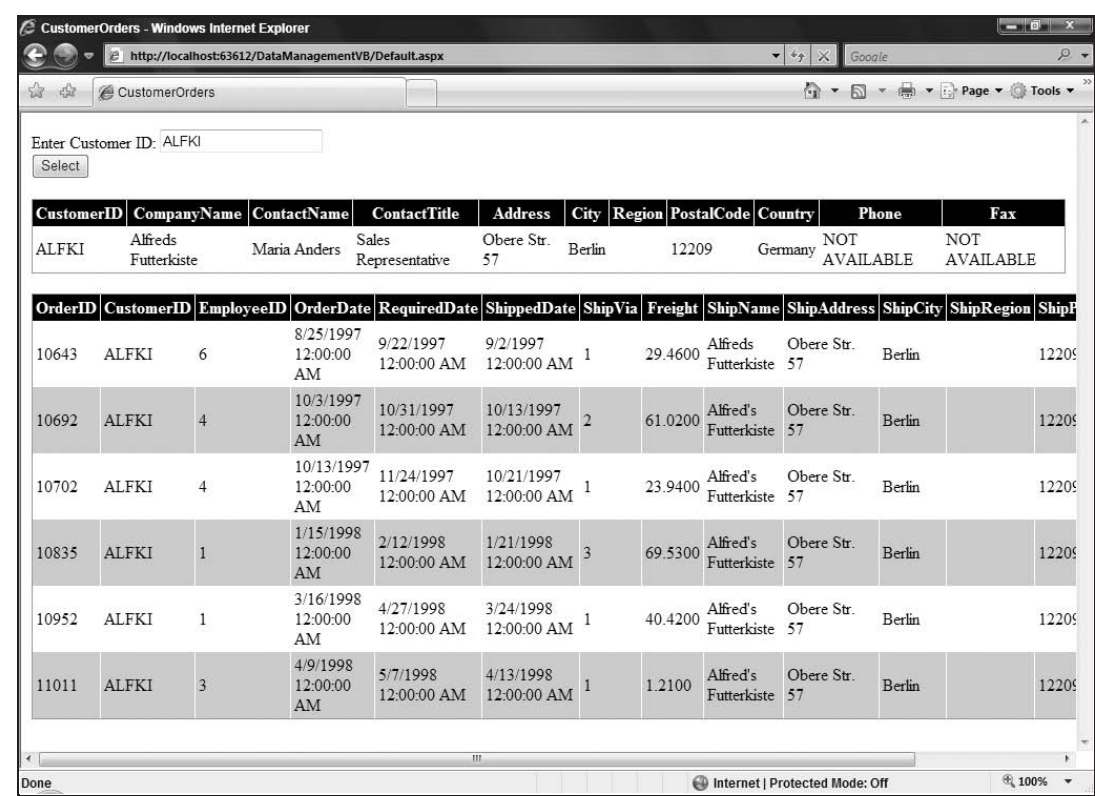 CustomerOrders - Windows Internet Explorer
http://localhost:63612/DataManagementVB/Default.aspx
Google
CustomerOrders
Page
Tools
Enter Customer ID: ALFKI
Select
CustomerID CompanyName ContactName ContactTitle Address City Region PostalCode Country Phone Fax
ALFKI Alfreds Futterkiste Maria Anders Sales Representative Obere Str. 57 Berlin 12209 Germany NOT AVAILABLE NOT AVAILABLE
OrderID CustomerID EmployeeID OrderDate RequiredDate ShippedDate ShipVia Freight ShipName ShipAddress ShipCity ShipRegion ShipP
10643 ALFKI 6 8/25/1997 12:00:00 AM 9/22/1997 12:00:00 AM 9/2/1997 12:00:00 AM 1 29.4600 Alfreds Futterkiste Obere Str. 57 Berlin 12209
10692 ALFKI 4 10/3/1997 12:00:00 AM 10/31/1997 12:00:00 AM 10/13/1997 12:00:00 AM 2 61.0200 Alfred's Futterkiste Obere Str. 57 Berlin 12209
10702 ALFKI 4 10/13/1997 12:00:00 AM 11/24/1997 12:00:00 AM 10/21/1997 12:00:00 AM 1 23.9400 Alfred's Futterkiste Obere Str. 57 Berlin 12209
10835 ALFKI 1 1/15/1998 12:00:00 AM 2/12/1998 12:00:00 AM 1/21/1998 12:00:00 AM 3 69.5300 Alfred's Futterkiste Obere Str. 57 Berlin 12209
10952 ALFKI 1 3/16/1998 12:00:00 AM 4/27/1998 12:00:00 AM 3/24/1998 12:00:00 AM 1 40.4200 Alfred's Futterkiste Obere Str. 57 Berlin 12209
11011 ALFKI 3 4/9/1998 12:00:00 AM 5/7/1998 12:00:00 AM 4/13/1998 12:00:00 AM 1 1.2100 Alfred's Futterkiste Obere Str. 57 Berlin 12209
Done
Internet | Protected Mode: Off
100%